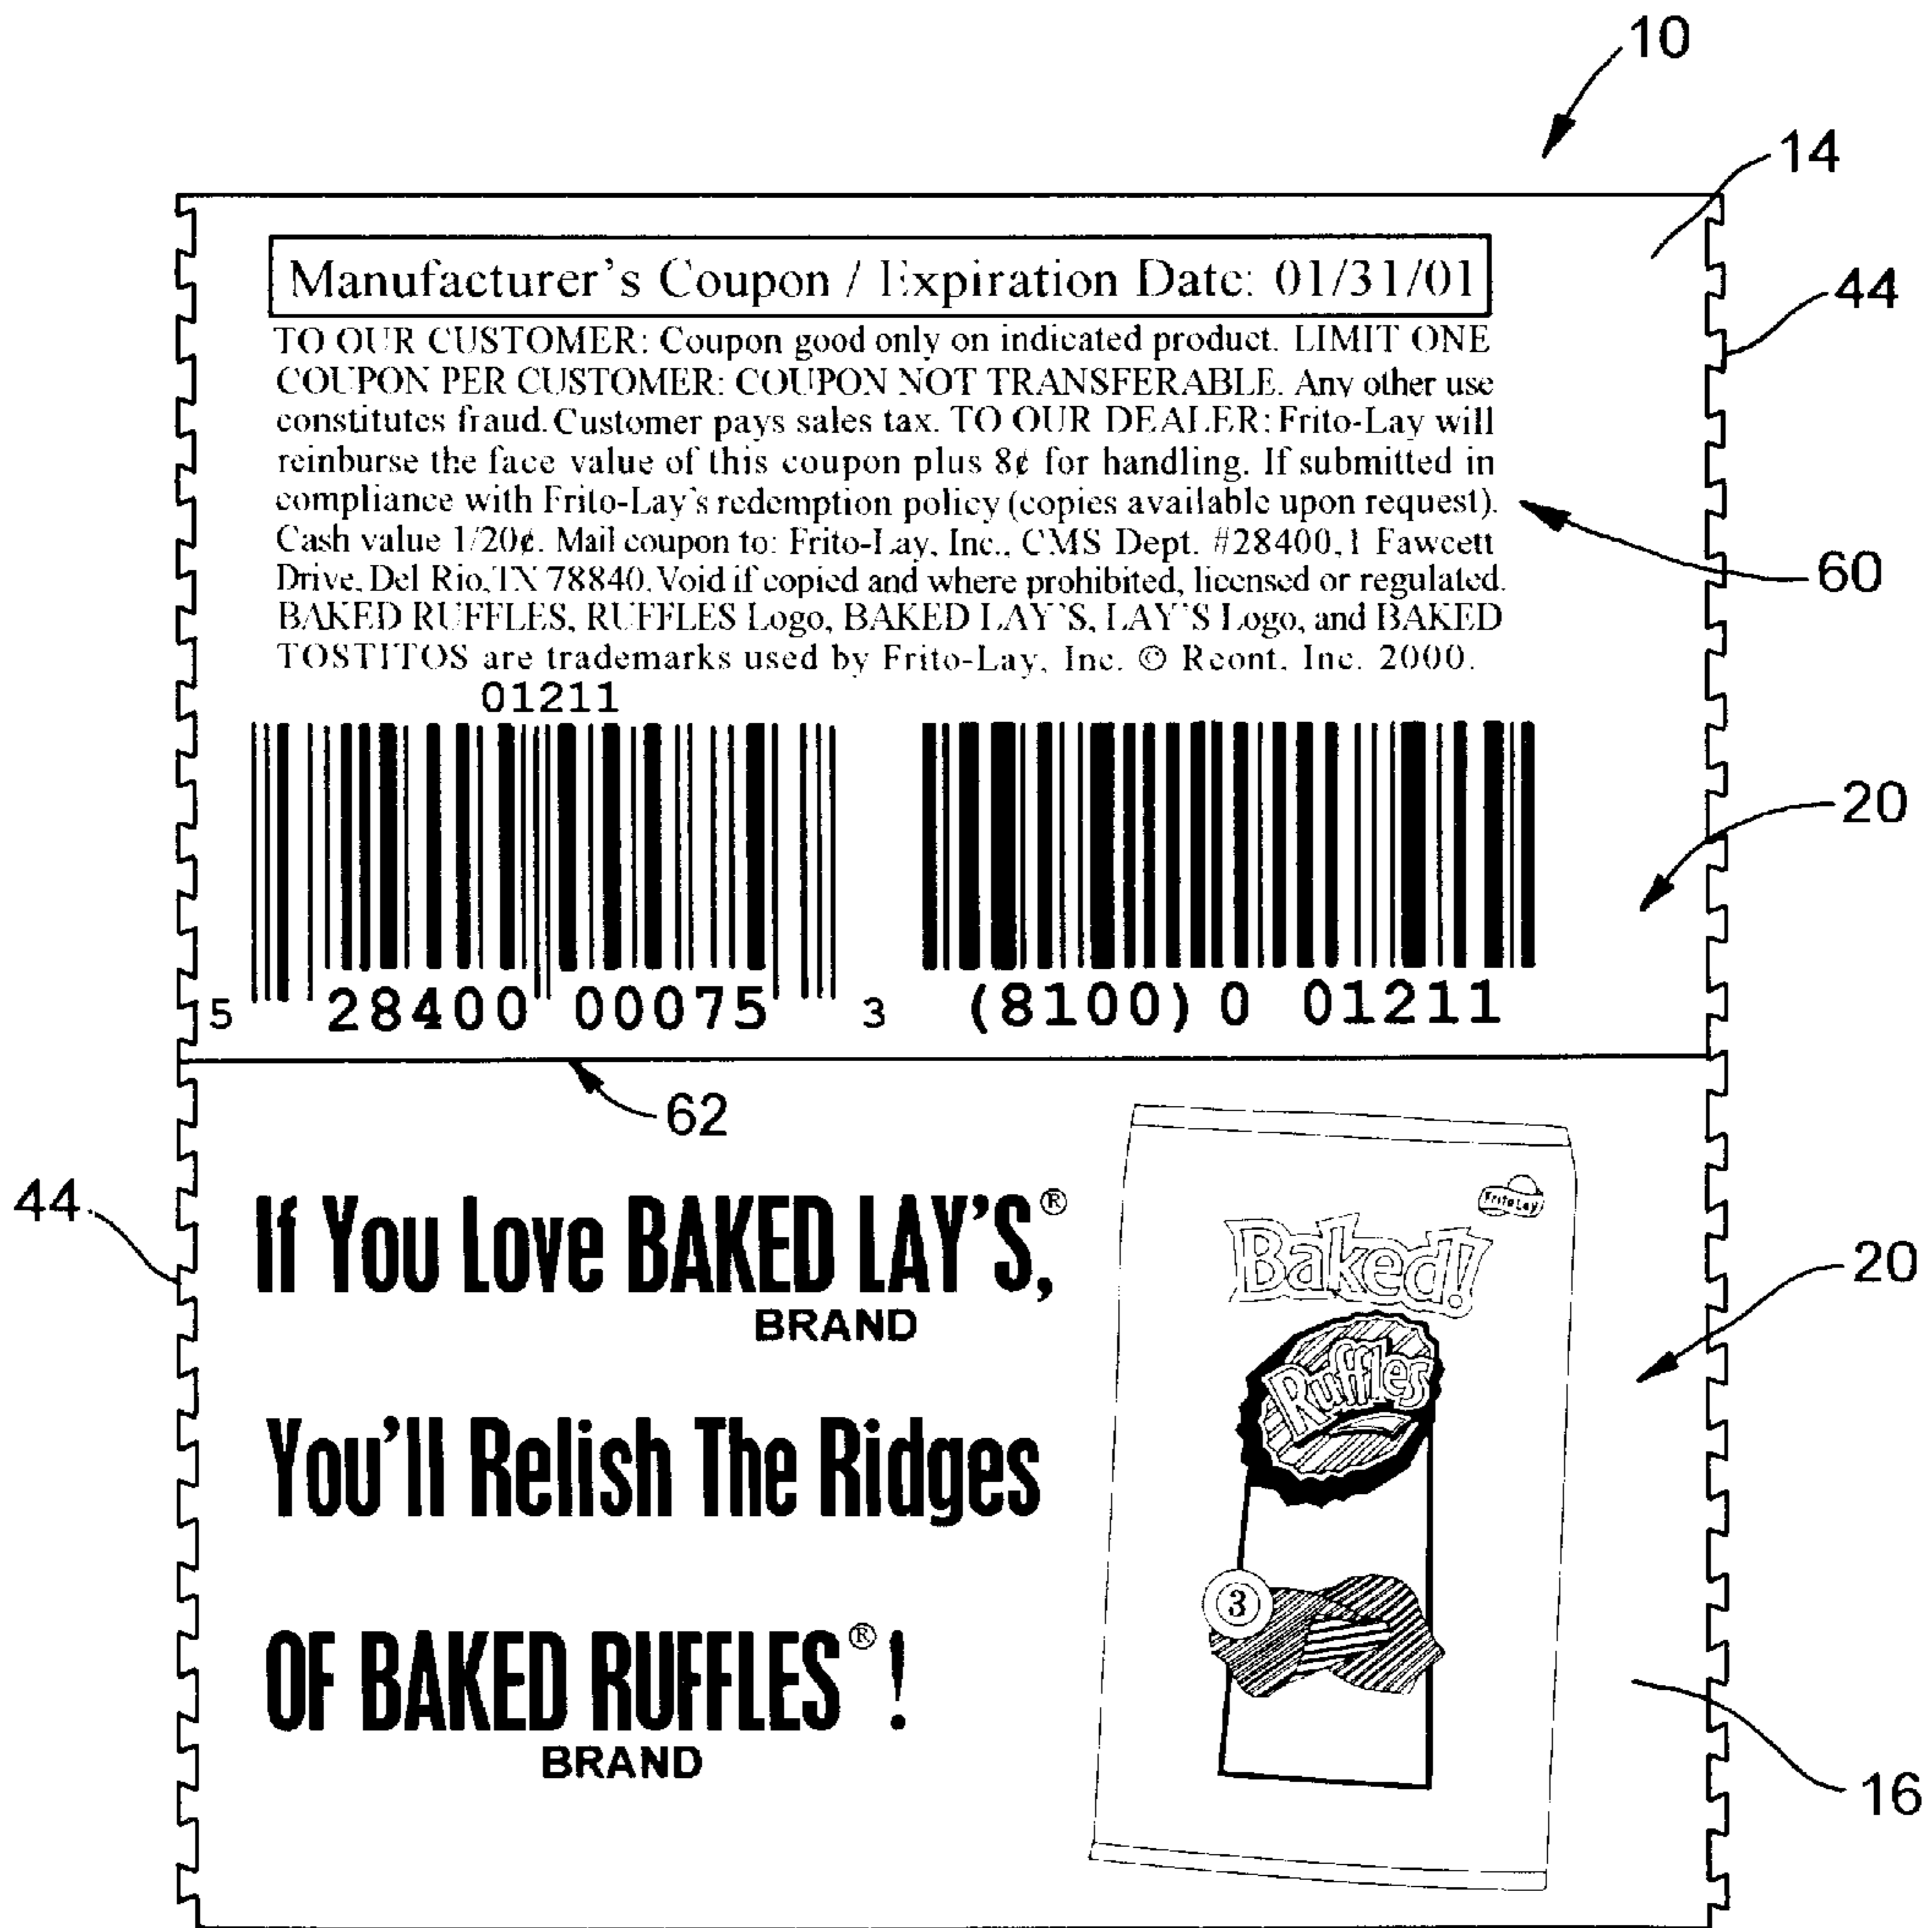 10
14
Manufacturer's Coupon / Expiration Date: 01/31/01
44
TO OUR CUSTOMER: Coupon good only on indicated product. LIMIT ONE
COUPON PER CUSTOMER: COUPON NOT TRANSFERABLE. Any other use
constitutes fraud. Customer pays sales tax. TO OUR DEALER: Frito-Lay will
reinburse the face value of this coupon plus 8¢ for handling. If submitted in
compliance with Frito-Lay's redemption policy (copies available upon request).
Cash value 1/20¢. Mail coupon to: Frito-Lay, Inc., CMS Dept. #28400, 1 Fawcett
Drive, Del Rio, TX 78840. Void if copied and where prohibited, licensed or regulated.
BAKED RUFFLES, RUFFLES Logo, BAKED LAY'S, LAY'S Logo, and BAKED
TOSTITOS are trademarks used by Frito-Lay, Inc. © Reont, Inc. 2000.
60
01211
20
5 28400 00075 3 (8100) 0 01211
62
44
If You Love BAKED LAY'S,®
BRAND
FritoLay
Baked!
20
Ruffles
You'll Relish The Ridges
3
OF BAKED RUFFLES® !
BRAND
16